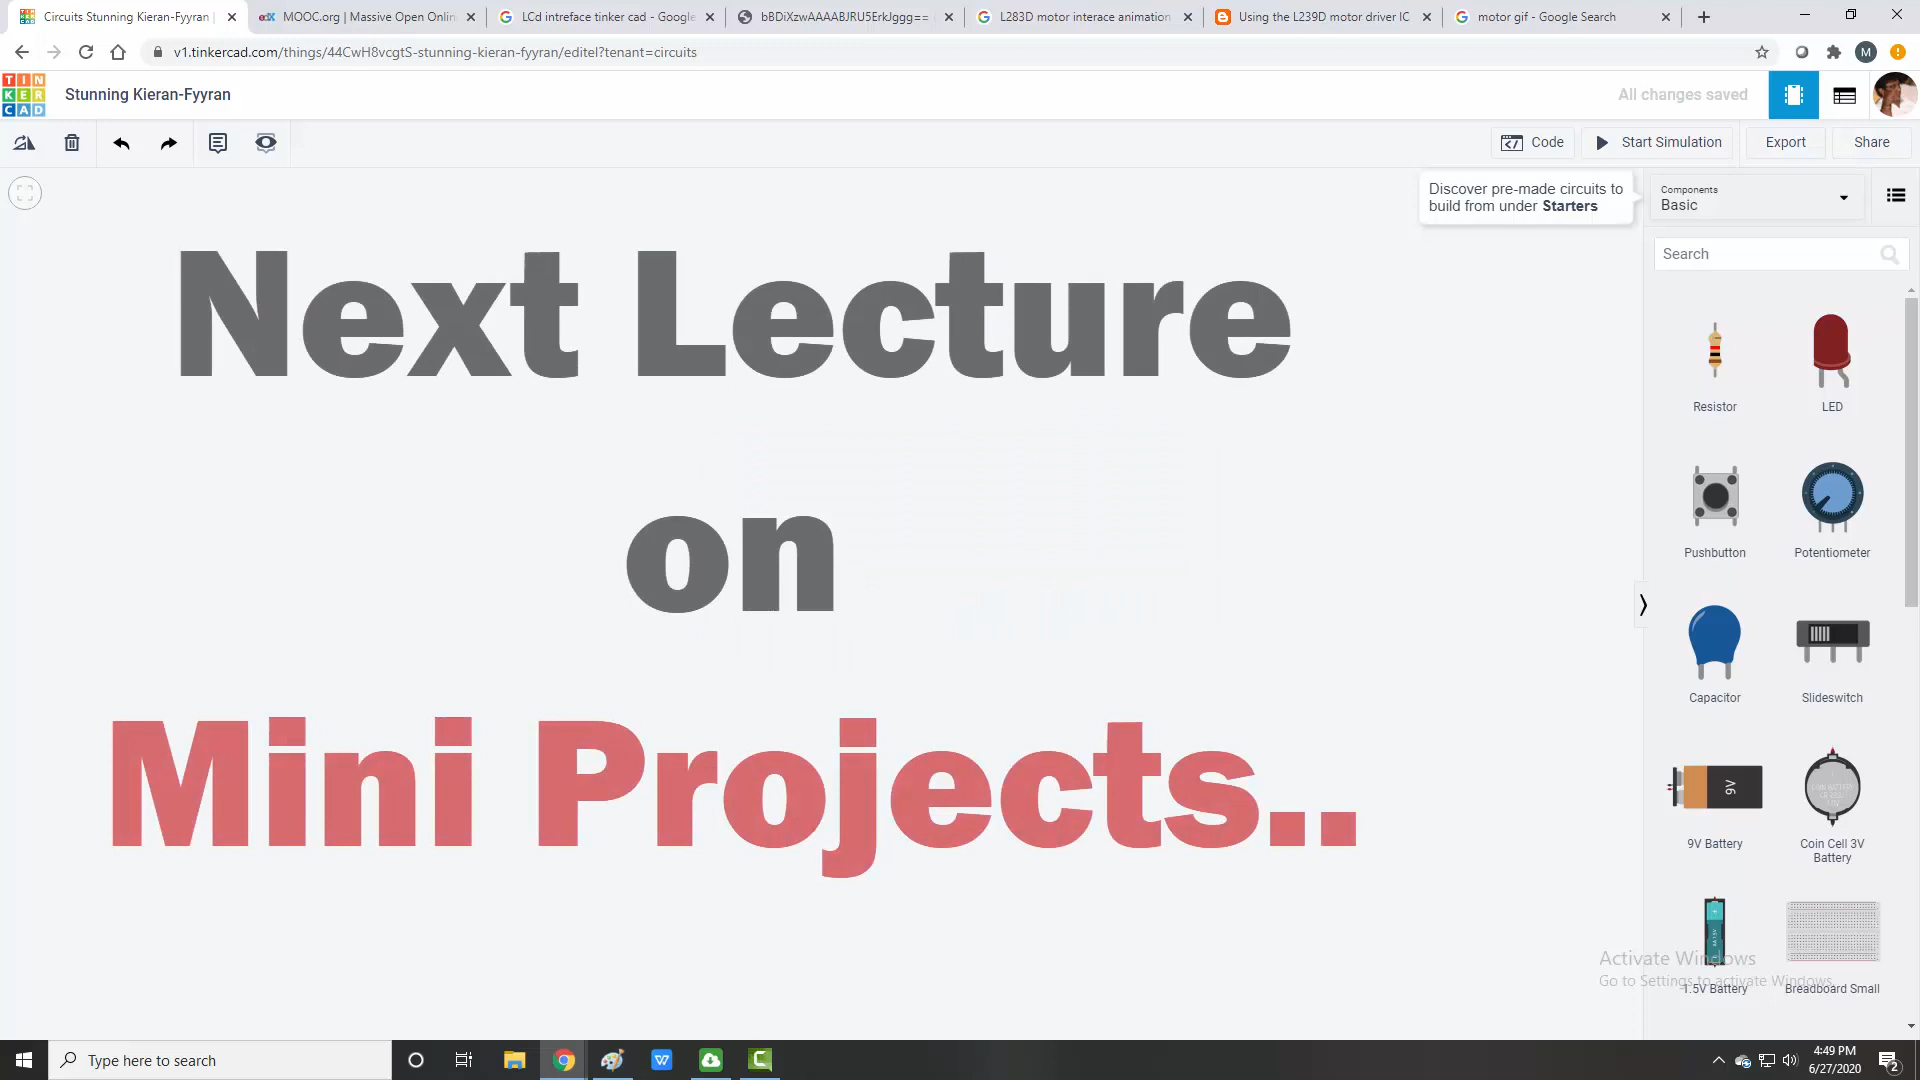 Circuits Stunning Kieran-Fyyran |
edX MOOC.org | Massive Open Onlin
LCd intreface tinker cad - Google
bBDiXzwAAAABJRU5ErkJggg==
L283D motor interace animation
Using the L239D motor driver IC
motor gif - Google Search
v1.tinkercad.com/things/44CwH8vcgtS-stunning-kieran-fyyran/editel?tenant=circuits
M
TIN
KER
CAD
Stunning Kieran-Fyyran
All changes saved
Code
Start Simulation
Export
Share
Discover pre-made circuits to
build from under Starters
Components
Basic
Search
Next Lecture
on
Mini Projects..
Resistor
LED
Pushbutton
Potentiometer
Capacitor
Slideswitch
9V
9V Battery
Coin Cell 3V
Battery
1.5V Battery
Breadboard Small
Activate Windows
Go to Settings to activate Windows.
Type here to search
4:49 PM
6/27/2020
2